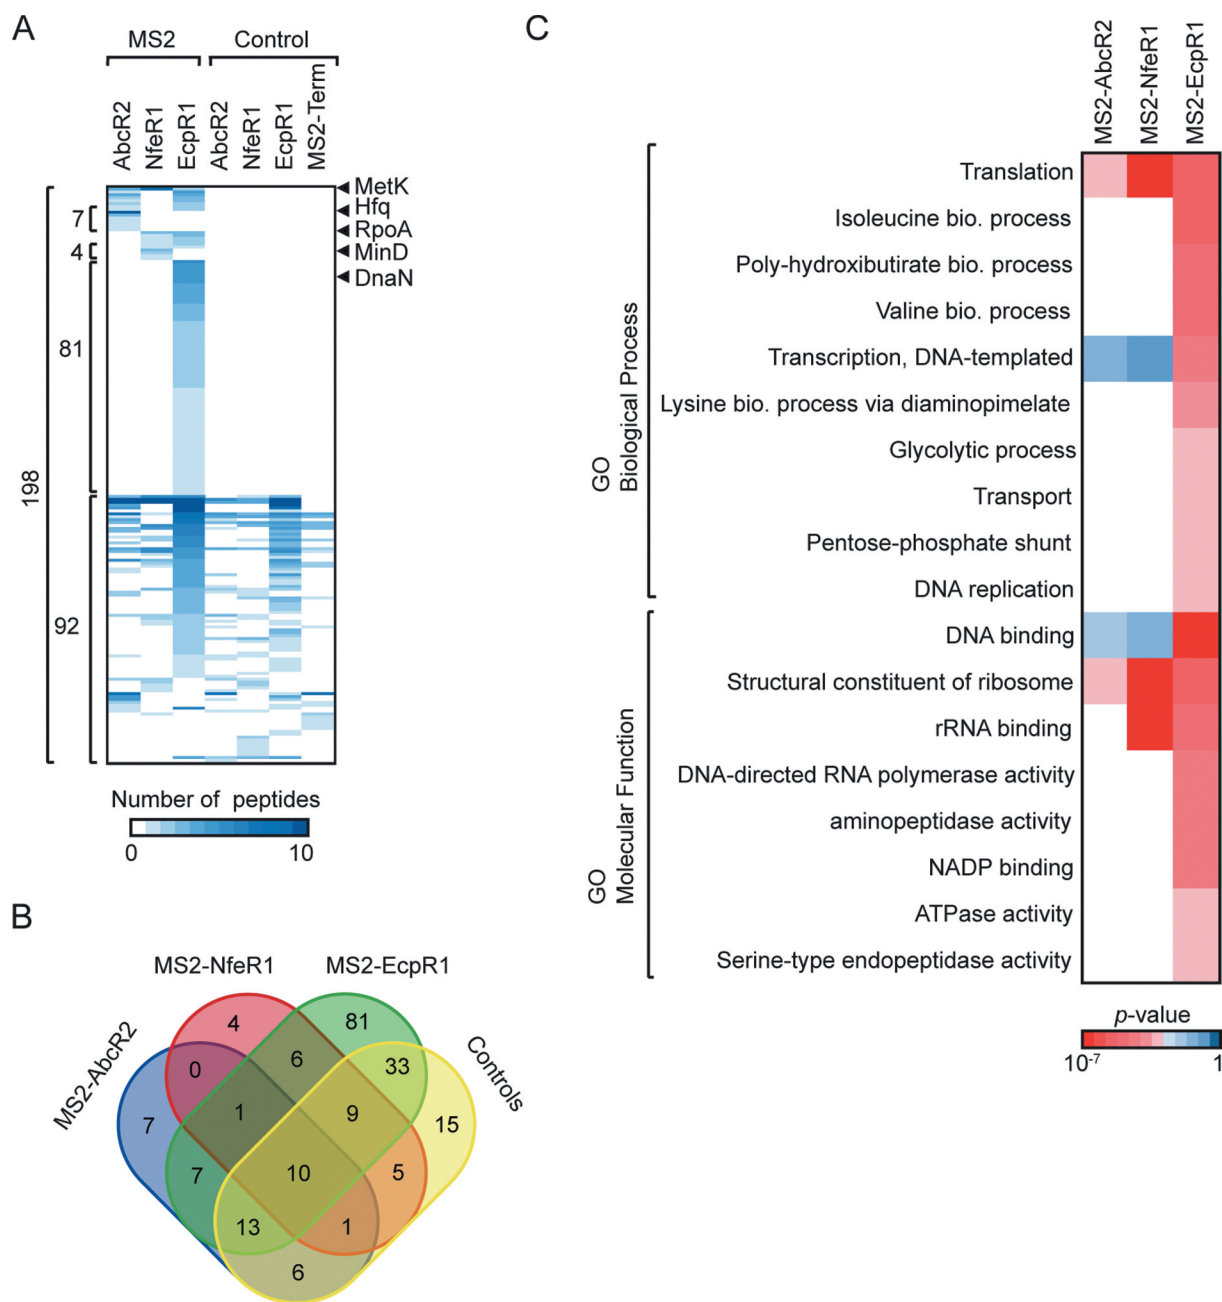 A
MS2
Control
AbcR2
NfeR1
EcpR1
AbcR2
NfeR1
EcpR1
MS2-Term
MetK
Hfq
RpoA
MinD
DnaN
7
4
81
198
92
Number of peptides
0
10
B
MS2-NfeR1
MS2-EcpR1
MS2-AbcR2
Controls
4
81
0
6
33
7
1
9
15
7
10
5
13
1
6
C
MS2-AbcR2
MS2-NfeR1
MS2-EcpR1
GO
Biological Process
Translation
Isoleucine bio. process
Poly-hydroxibutirate bio. process
Valine bio. process
Transcription, DNA-templated
Lysine bio. process via diaminopimelate
Glycolytic process
Transport
Pentose-phosphate shunt
DNA replication
GO
Molecular Function
DNA binding
Structural constituent of ribosome
rRNA binding
DNA-directed RNA polymerase activity
aminopeptidase activity
NADP binding
ATPase activity
Serine-type endopeptidase activity
p-value
10⁻⁷
1